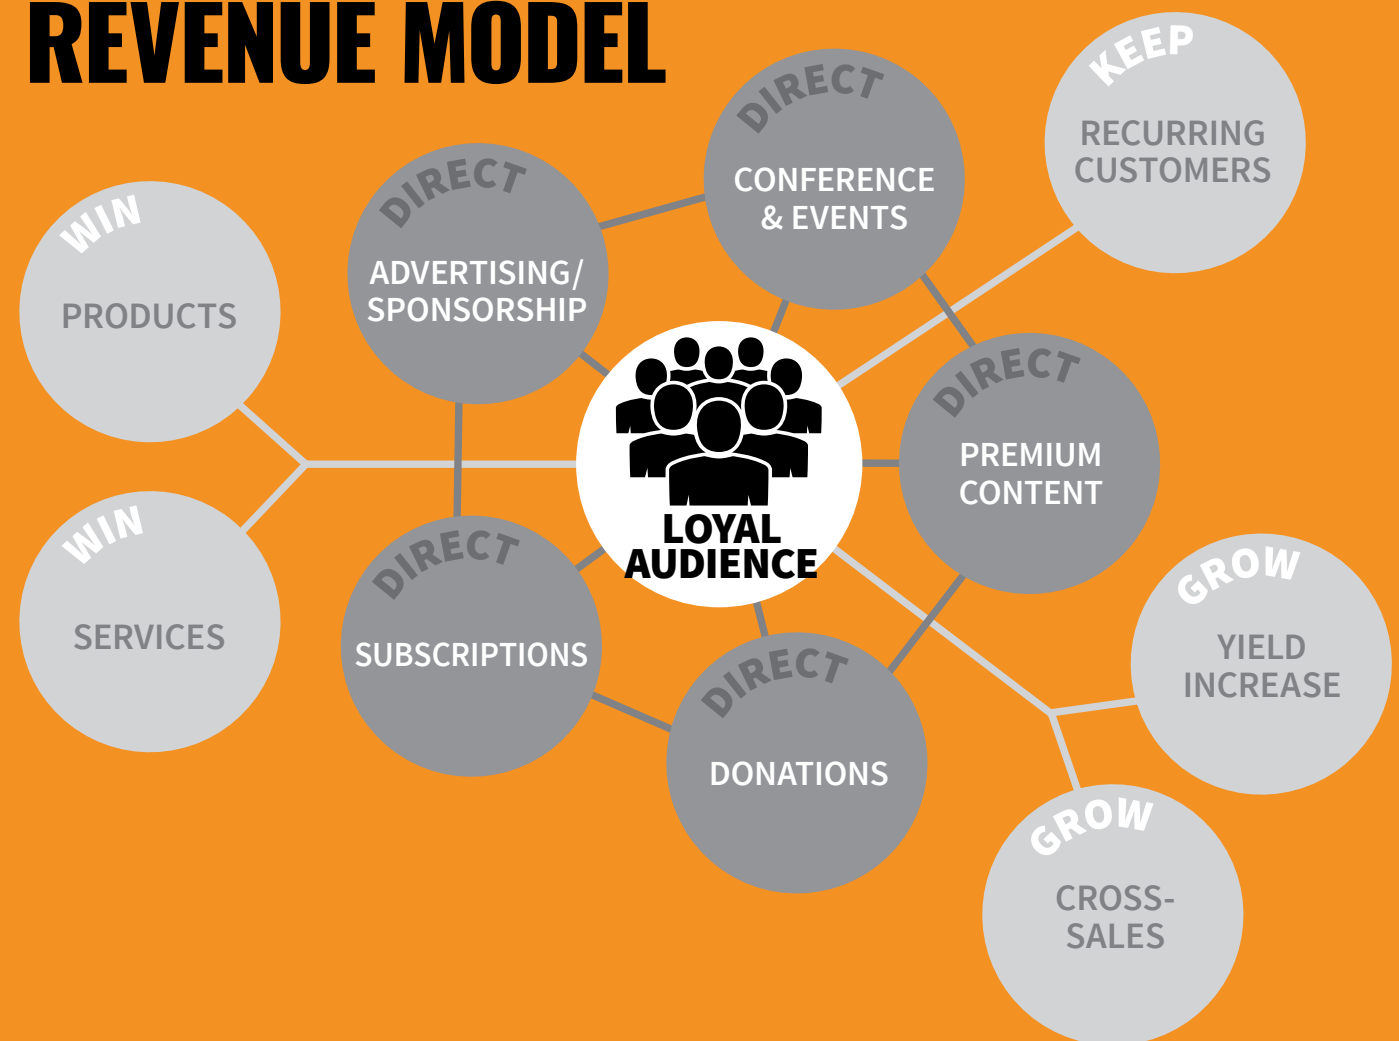 REVENUE MODEL
WIN
PRODUCTS
WIN
SERVICES
DIRECT
ADVERTISING/
SPONSORSHIP
DIRECT
CONFERENCE
& EVENTS
KEEP
RECURRING
CUSTOMERS
DIRECT
PREMIUM
CONTENT
LOYAL
AUDIENCE
DIRECT
SUBSCRIPTIONS
DIRECT
DONATIONS
GROW
YIELD
INCREASE
GROW
CROSS-
SALES